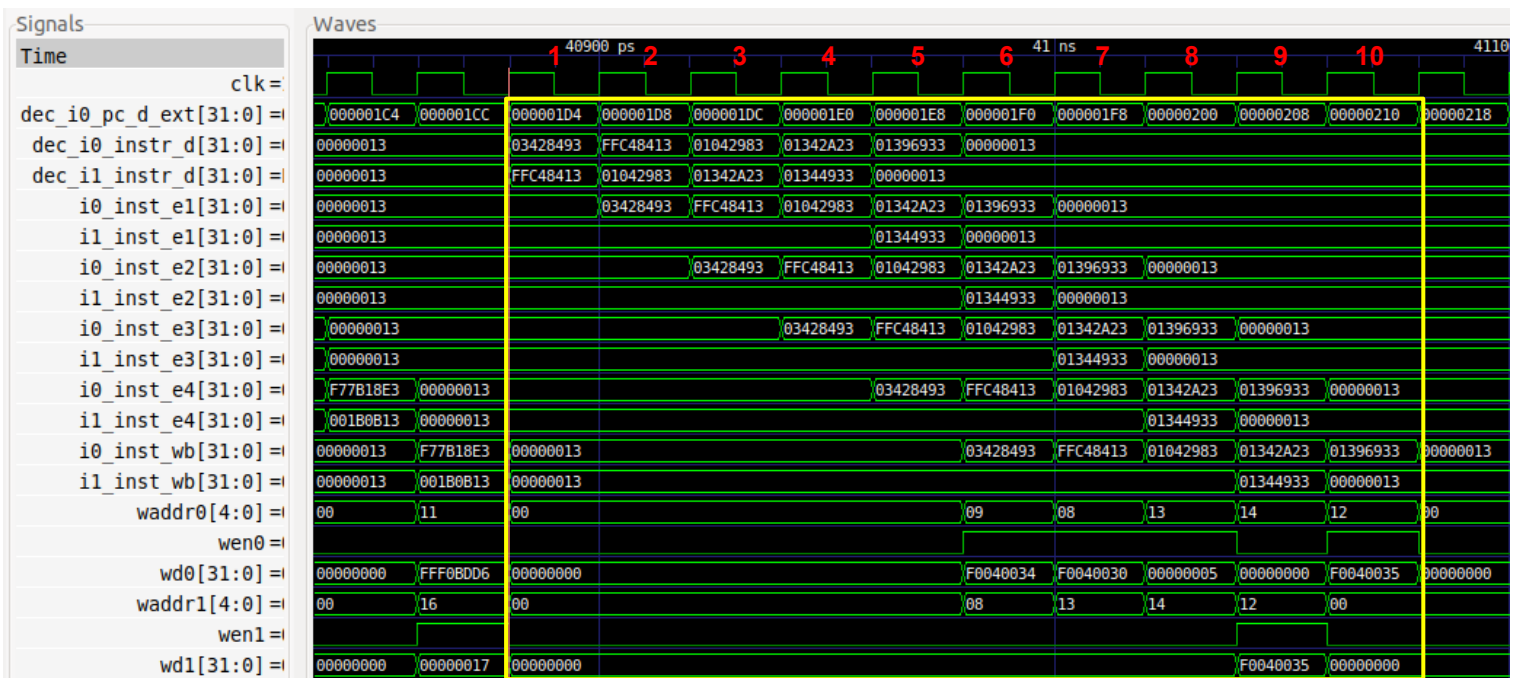 Signals Waves
Time 40900 ps 41 ns 4110
1 2 3 4 5 6 7 8 9 10
clk=
dec_i0_pc_d_ext[31:0]= 000001C4 000001CC 000001D4 000001D8 000001DC 000001E0 000001E8 000001F0 000001F8 00000200 00000208 00000210 00000218
dec_i0_instr_d[31:0]= 00000013 03428493 FFC48413 01042983 01342A23 01396933 00000013
dec_i1_instr_d[31:0]= 00000013 FFC48413 01042983 01342A23 01344933 00000013
i0_inst_e1[31:0]= 00000013 03428493 FFC48413 01042983 01342A23 01396933 00000013
i1_inst_e1[31:0]= 00000013 01344933 00000013
i0_inst_e2[31:0]= 00000013 03428493 FFC48413 01042983 01342A23 01396933 00000013
i1_inst_e2[31:0]= 00000013 01344933 00000013
i0_inst_e3[31:0]= 00000013 03428493 FFC48413 01042983 01342A23 01396933 00000013
i1_inst_e3[31:0]= 00000013 01344933 00000013
i0_inst_e4[31:0]= F77B18E3 00000013 03428493 FFC48413 01042983 01342A23 01396933 00000013
i1_inst_e4[31:0]= 001B0B13 00000013 01344933 00000013
i0_inst_wb[31:0]= 00000013 F77B18E3 00000013 03428493 FFC48413 01042983 01342A23 01396933 00000013
i1_inst_wb[31:0]= 00000013 001B0B13 00000013 01344933 00000013
waddr0[4:0]= 00 11 00 09 08 13 14 12 00
wen0=
wd0[31:0]= 00000000 FFF0BDD6 00000000 F0040034 F0040030 00000005 00000000 F0040035 00000000
waddr1[4:0]= 00 16 00 08 13 14 12 00
wen1=
wd1[31:0]= 00000000 00000017 00000000 F0040035 00000000